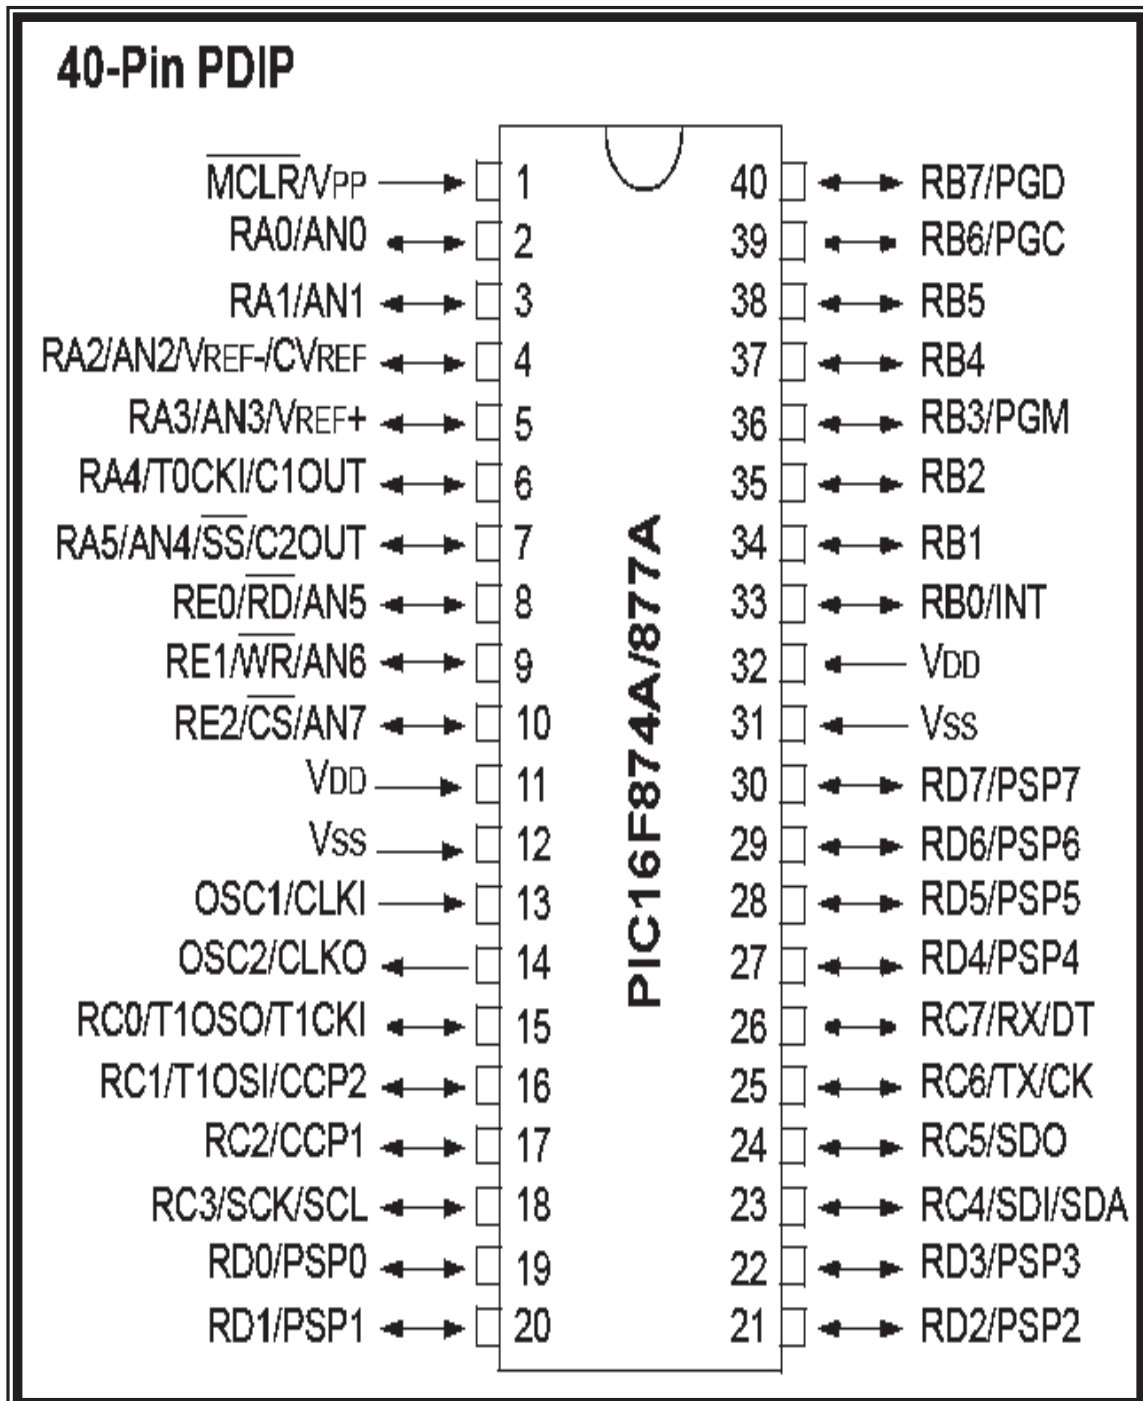 40-Pin PDIP
MCLR/VPP 1 40 RB7/PGD
RA0/AN0 2 39 RB6/PGC
RA1/AN1 3 38 RB5
RA2/AN2/VREF-/CVREF 4 37 RB4
RA3/AN3/VREF+ 5 36 RB3/PGM
RA4/T0CKI/C1OUT 6 35 RB2
RA5/AN4/SS/C2OUT 7 34 RB1
RE0/RD/AN5 8 33 RB0/INT
RE1/WR/AN6 9 32 VDD
RE2/CS/AN7 10 31 VSS
VDD 11 30 RD7/PSP7
VSS 12 29 RD6/PSP6
OSC1/CLKI 13 28 RD5/PSP5
OSC2/CLKO 14 27 RD4/PSP4
RC0/T1OSO/T1CKI 15 26 RC7/RX/DT
RC1/T1OSI/CCP2 16 25 RC6/TX/CK
RC2/CCP1 17 24 RC5/SDO
RC3/SCK/SCL 18 23 RC4/SDI/SDA
RD0/PSP0 19 22 RD3/PSP3
RD1/PSP1 20 21 RD2/PSP2
PIC16F874A/877A